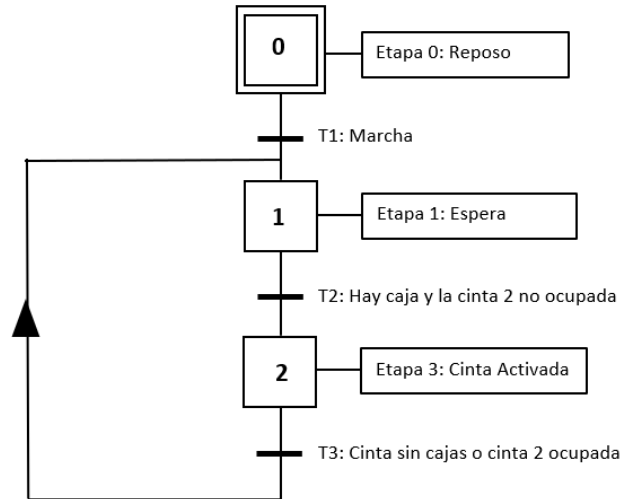 0
Etapa 0: Reposo
T1: Marcha
1
Etapa 1: Espera
T2: Hay caja y la cinta 2 no ocupada
2
Etapa 3: Cinta Activada
T3: Cinta sin cajas o cinta 2 ocupada